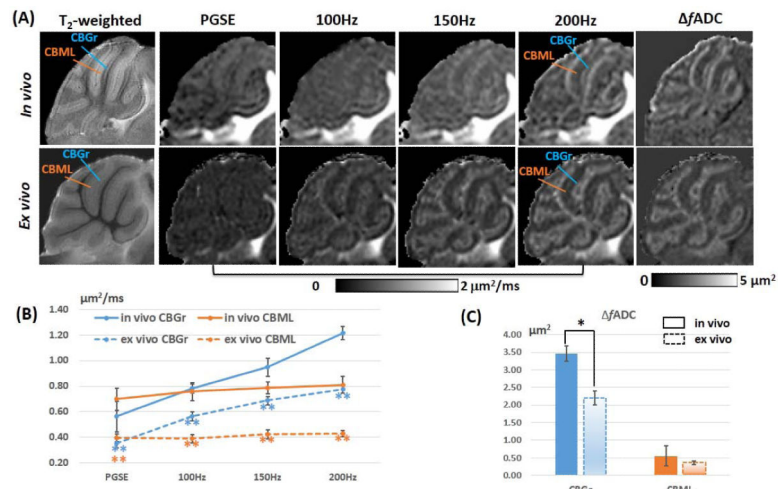 (A) T2-weighted PGSE 100Hz 150Hz 200Hz ΔfADC
In vivo
CBGr
CBML
CBGr
CBML
Ex vivo
CBGr
CBML
CBGr
CBML
0 2 μm²/ms 0 5 μm²
(B) μm²/ms
in vivo CBGr in vivo CBML
ex vivo CBGr ex vivo CBML
1.40
1.20
1.00
0.80
0.60
0.40
0.20
** ** ** **
** ** ** **
PGSE 100Hz 150Hz 200Hz
(C) ΔfADC
μm²
in vivo
ex vivo
*
4.00
3.50
3.00
2.50
2.00
1.50
1.00
0.50
0.00